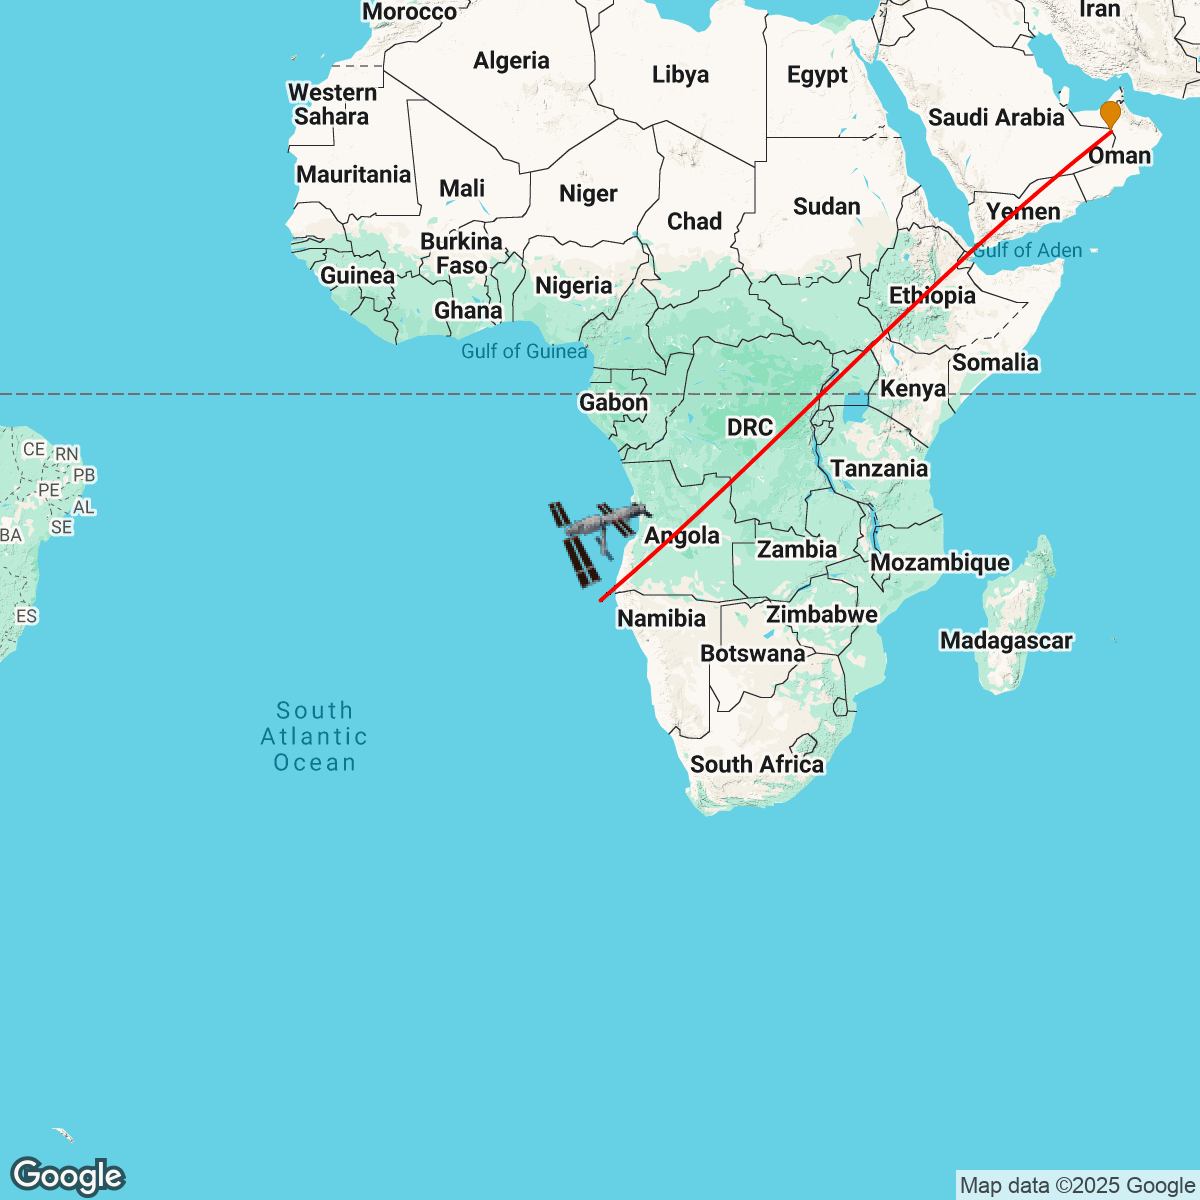 Morocco
Iran
Algeria
Libya
Egypt
Western
Sahara
Saudi Arabia
Oman
Mauritania
Mali
Niger
Chad
Sudan
Yemen
Burkina
Faso
Gulf of Aden
Guinea
Nigeria
Ethiopia
Ghana
Gulf of Guinea
Somalia
Kenya
Gabon
DRC
CE
RN
PB
Tanzania
PE
AL
SE
BA
Angola
Zambia
Mozambique
ES
Namibia
Zimbabwe
Madagascar
Botswana
South
Atlantic
Ocean
South Africa
Google
Map data ©2025 Google